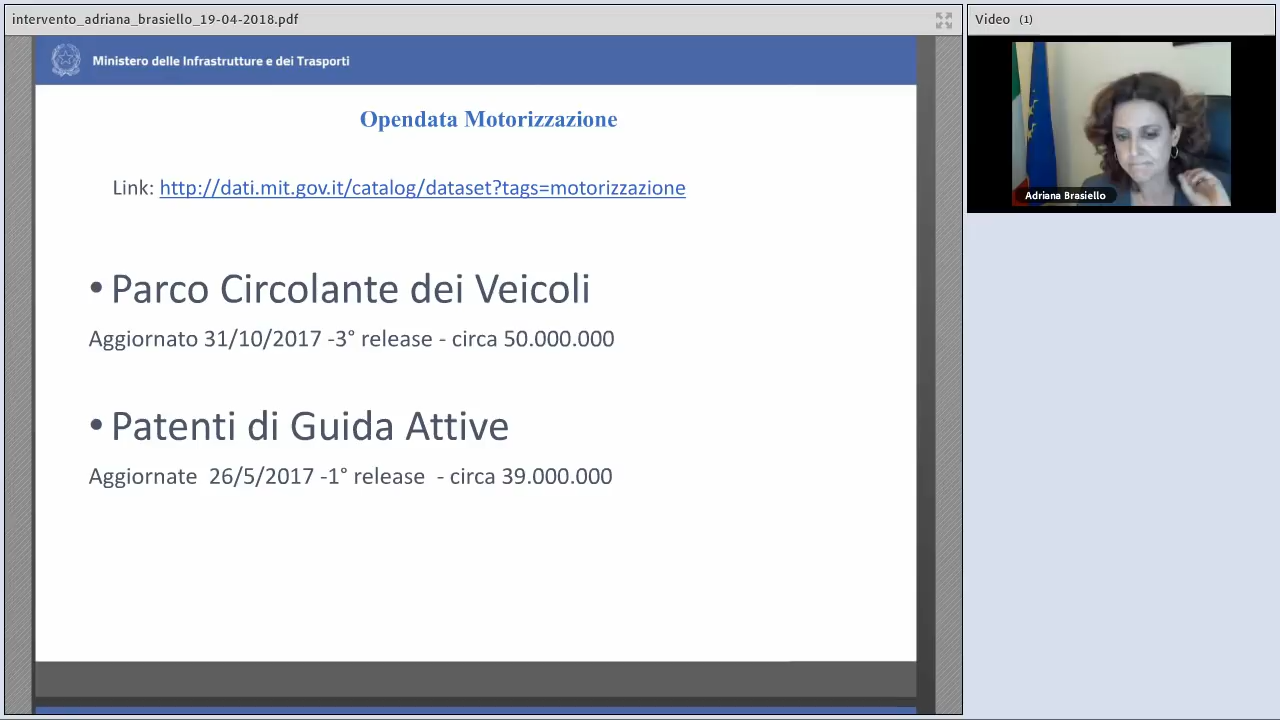 intervento_adriana_brasiello_19-04-2018.pdf
Video (1)
Ministero delle Infrastrutture e dei Trasporti
Adriana Brasiello
Opendata Motorizzazione
Link: http://dati.mit.gov.it/catalog/dataset?tags=motorizzazione
• Parco Circolante dei Veicoli
Aggiornato 31/10/2017 -3° release - circa 50.000.000
• Patenti di Guida Attive
Aggiornate 26/5/2017 -1° release - circa 39.000.000